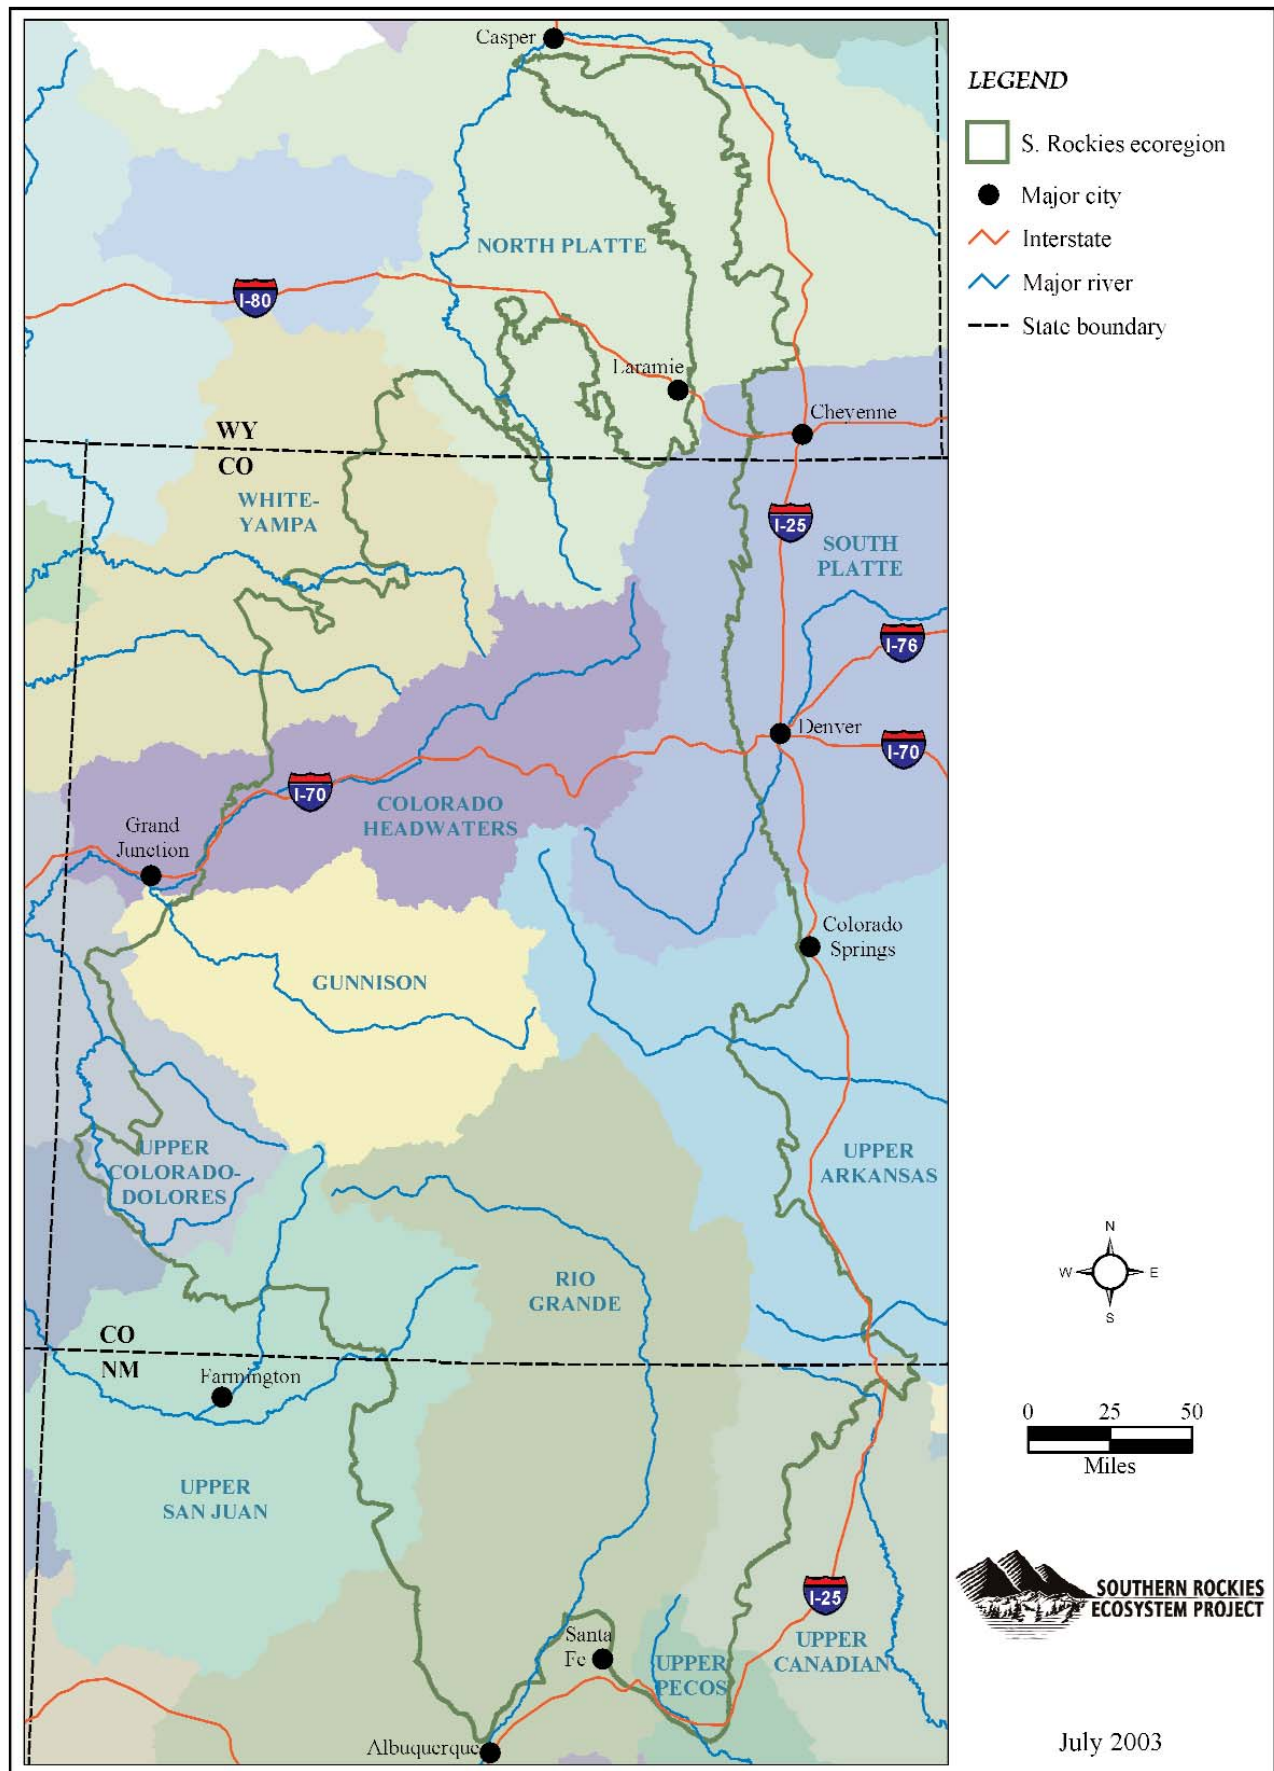 Casper
NORTH PLATTE
I-80
Laramie
Cheyenne
WY
CO
WHITE-
YAMPA
I-25
SOUTH
PLATTE
I-76
Denver
I-70
I-70
COLORADO
HEADWATERS
Grand
Junction
Colorado
Springs
GUNNISON
UPPER
COLORADO-
DOLORES
UPPER
ARKANSAS
RIO
GRANDE
CO
NM
Farmington
UPPER
SAN JUAN
I-25
Santa
Fe
UPPER
PECOS
UPPER
CANADIAN
Albuquerque
LEGEND
S. Rockies ecoregion
Major city
Interstate
Major river
State boundary
N
W
E
S
0 25 50
Miles
SOUTHERN ROCKIES
ECOSYSTEM PROJECT
July 2003